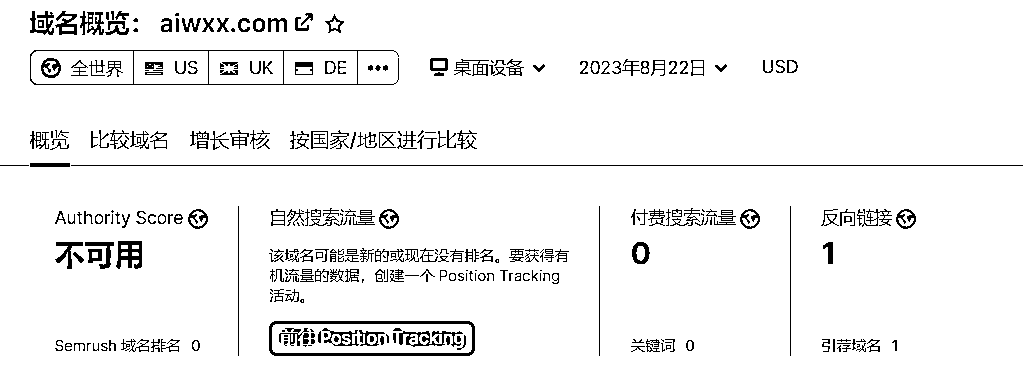 域名概览： aiwxx.com
全世界 US UK DE ••• 桌面设备 2023年8月22日 USD
概览 比较域名 增长审核 按国家/地区进行比较
Authority Score 自然搜索流量 付费搜索流量 反向链接
不可用 0 1
该域名可能是新的或现在没有排名。要获得有
机流量的数据，创建一个 Position Tracking
活动。
前往 Position Tracking
Semrush 域名排名 0 关键词 0 引荐域名 1